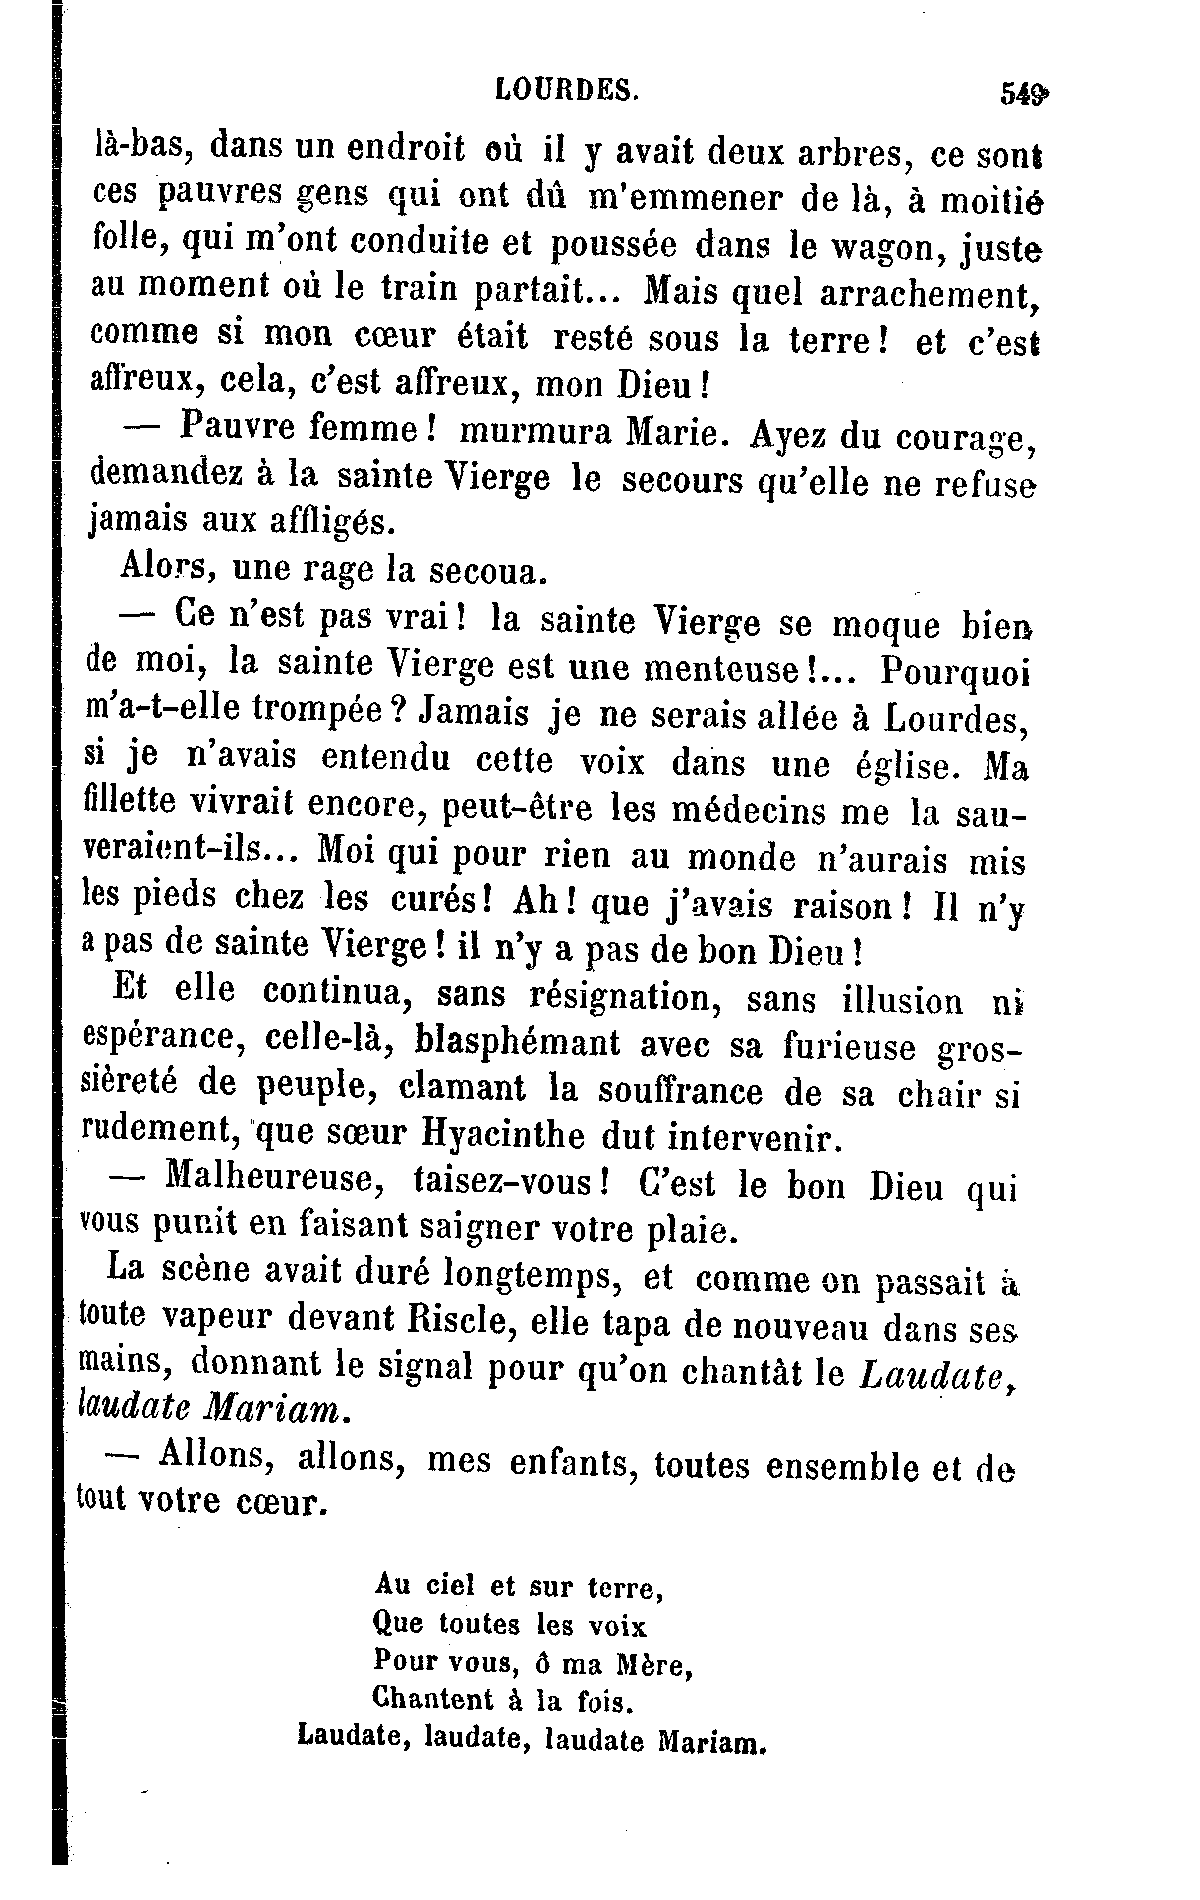 LOURDES. 549
là-bas, dans un endroit où il y avait deux arbres, ce sont
ces pauvres gens qui ont dû m'emmener de là, à moitié
folle, qui m'ont conduite et poussée dans le wagon, juste
au moment où le train partait... Mais quel arrachement,
comme si mon cœur était resté sous la terre! et c'est
affreux, cela, c'est affreux, mon Dieu!
— Pauvre femme! murmura Marie. Ayez du courage,
demandez à la sainte Vierge le secours qu'elle ne refuse
jamais aux affligés.
Alors, une rage la secoua.
— Ce n'est pas vrai! la sainte Vierge se moque bien
de moi, la sainte Vierge est une menteuse!... Pourquoi
m'a-t-elle trompée? Jamais je ne serais allée à Lourdes,
si je n'avais entendu cette voix dans une église. Ma
fillette vivrait encore, peut-être les médecins me la sau-
veraient-ils... Moi qui pour rien au monde n'aurais mis
les pieds chez les curés! Ah! que j'avais raison! Il n'y
a pas de sainte Vierge! il n'y a pas de bon Dieu!
Et elle continua, sans résignation, sans illusion ni
espérance, celle-là, blasphémant avec sa furieuse gros-
sièreté de peuple, clamant la souffrance de sa chair si
rudement, que sœur Hyacinthe dut intervenir.
— Malheureuse, taisez-vous! C'est le bon Dieu qui
vous punit en faisant saigner votre plaie.
La scène avait duré longtemps, et comme on passait à
toute vapeur devant Riscle, elle tapa de nouveau dans ses
mains, donnant le signal pour qu'on chantât le Laudate,
laudate Mariam.
— Allons, allons, mes enfants, toutes ensemble et de
tout votre cœur.
Au ciel et sur terre,
Que toutes les voix
Pour vous, ô ma Mère,
Chantent à la fois.
Laudate, laudate, laudate Mariam.